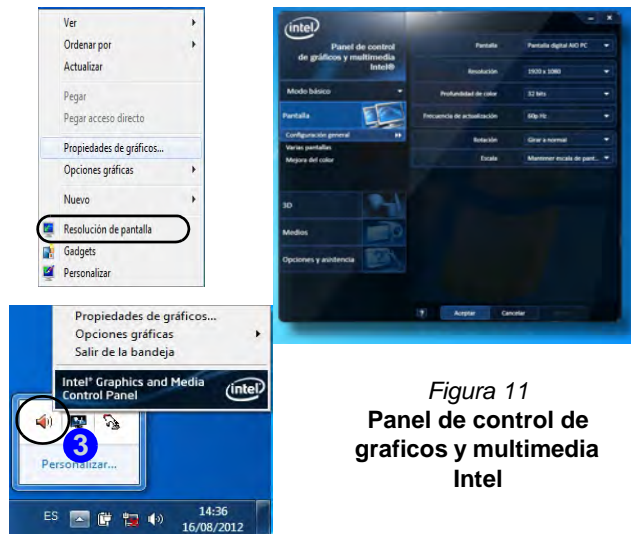 Ver
Ordenar por
Actualizar
Pegar
Pegar acceso directo
Propiedades de gráficos...
Opciones gráficas
Nuevo
Resolución de pantalla
Gadgets
Personalizar
intel
Panel de control
de gráficos y multimedia
Intel®
Modo básico
Pantalla
Configuración general
Varias pantallas
Mejora del color
3D
Medios
Opciones y asistencia
Pantalla Pantalla digital AIO PC
Resolución 1920 x 1080
Profundidad de color 32 bits
Frecuencia de actualización 60p Hz
Rotación Girar a normal
Escala Mantener escala de pant...
? Aceptar Cancelar
Propiedades de gráficos...
Opciones gráficas
Salir de la bandeja
Intel® Graphics and Media
Control Panel
intel
3
Personalizar...
ES 14:36
16/08/2012
Figura 11
Panel de control de
graficos y multimedia
Intel